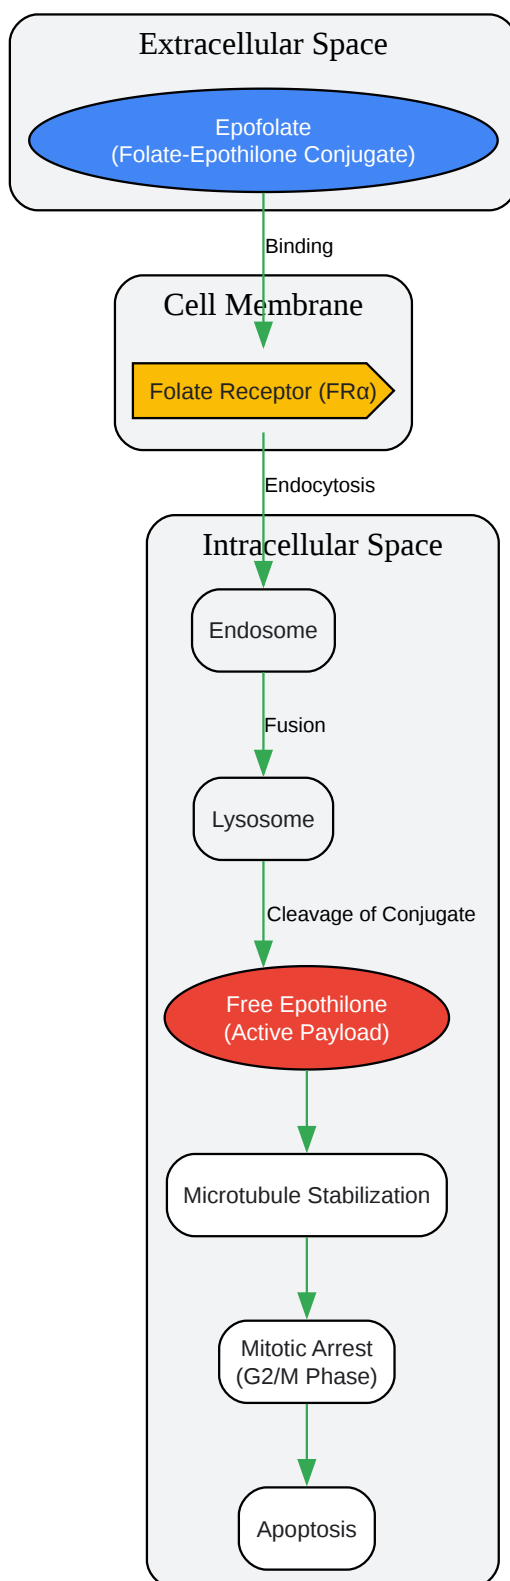 Extracellular Space
Epofolate
(Folate-Epothilone Conjugate)
Binding
Cell Membrane
Folate Receptor (FRα)
Endocytosis
Intracellular Space
Endosome
Fusion
Lysosome
Cleavage of Conjugate
Free Epothilone
(Active Payload)
Microtubule Stabilization
Mitotic Arrest
(G2/M Phase)
Apoptosis